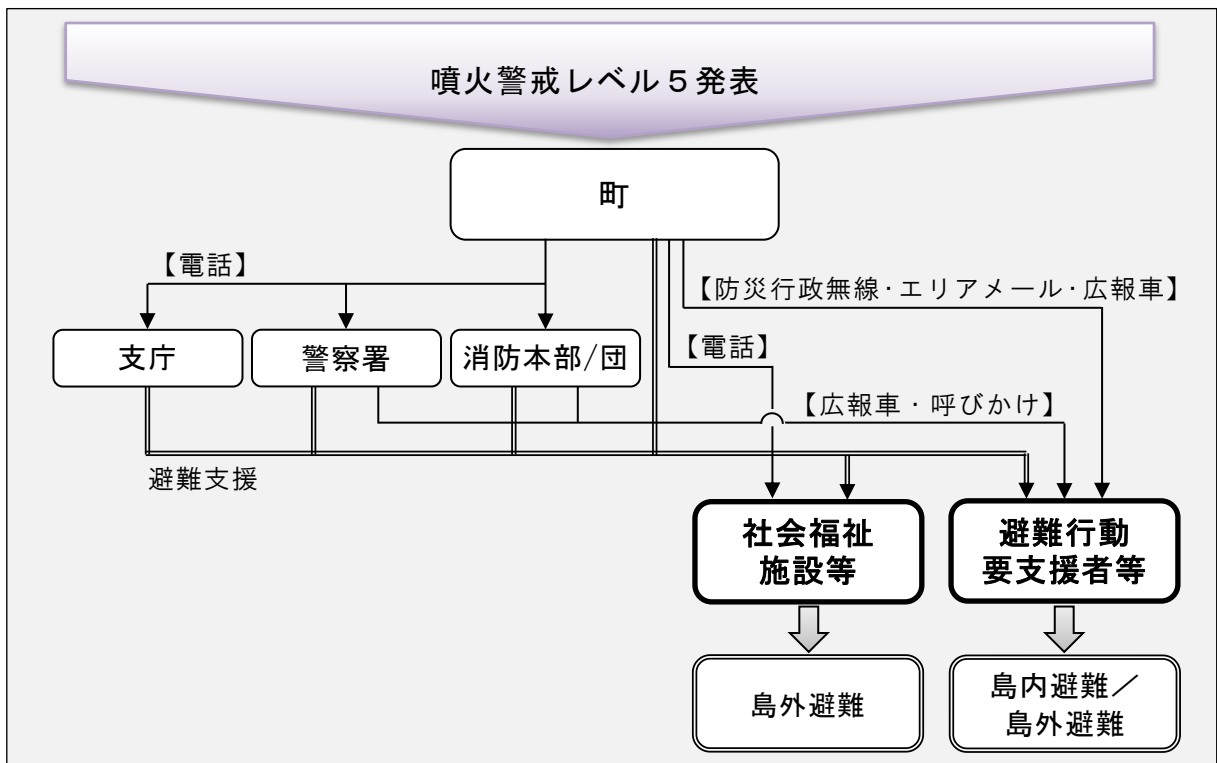 噴火警戒レベル5発表
町
【電話】
【防災行政無線・エリアメール・広報車】
支庁
警察署
消防本部/団
【電話】
【広報車・呼びかけ】
避難支援
社会福祉
施設等
避難行動
要支援者等
島外避難
島内避難／
島外避難